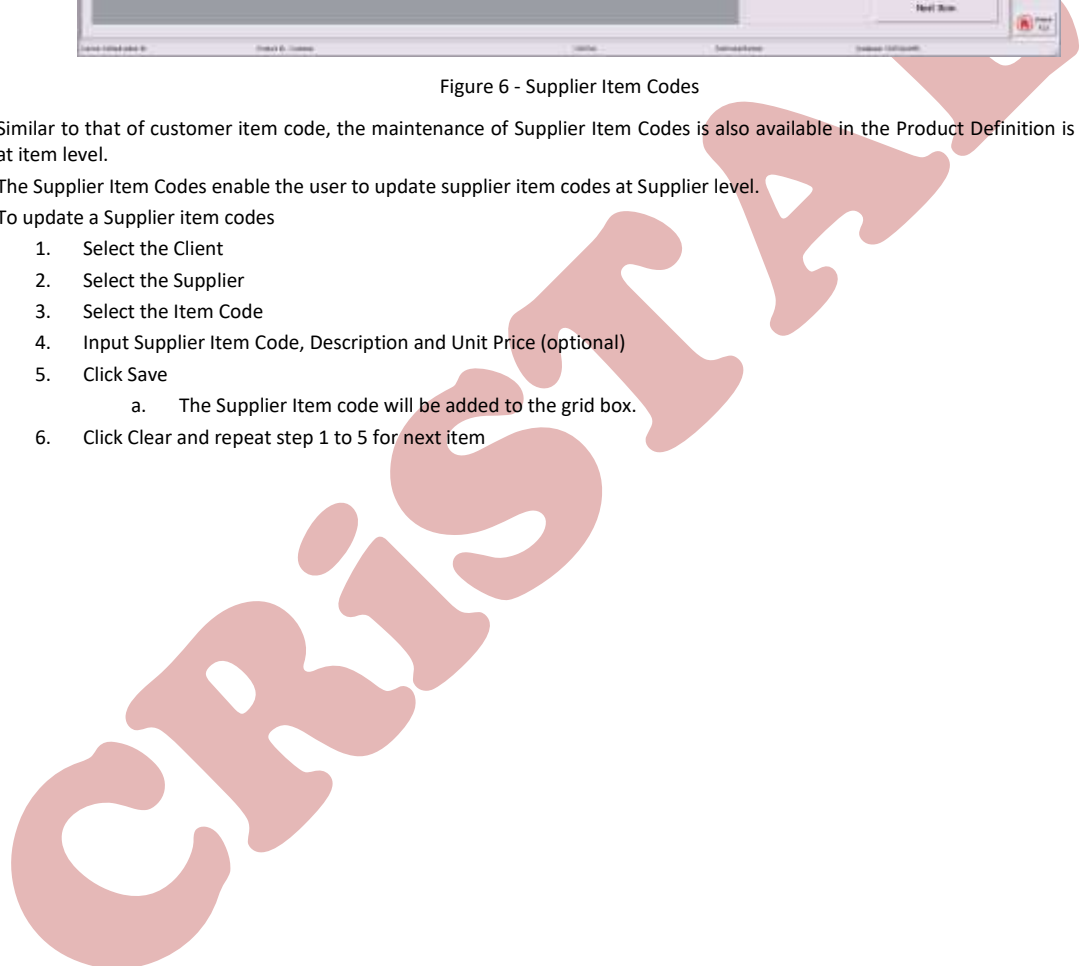 Next Item
Figure 6 - Supplier Item Codes
Similar to that of customer item code, the maintenance of Supplier Item Codes is also available in the Product Definition is
at item level.
The Supplier Item Codes enable the user to update supplier item codes at Supplier level.
To update a Supplier item codes
1. Select the Client
2. Select the Supplier
3. Select the Item Code
4. Input Supplier Item Code, Description and Unit Price (optional)
5. Click Save
a. The Supplier Item code will be added to the grid box.
6. Click Clear and repeat step 1 to 5 for next item
CRiSTAL